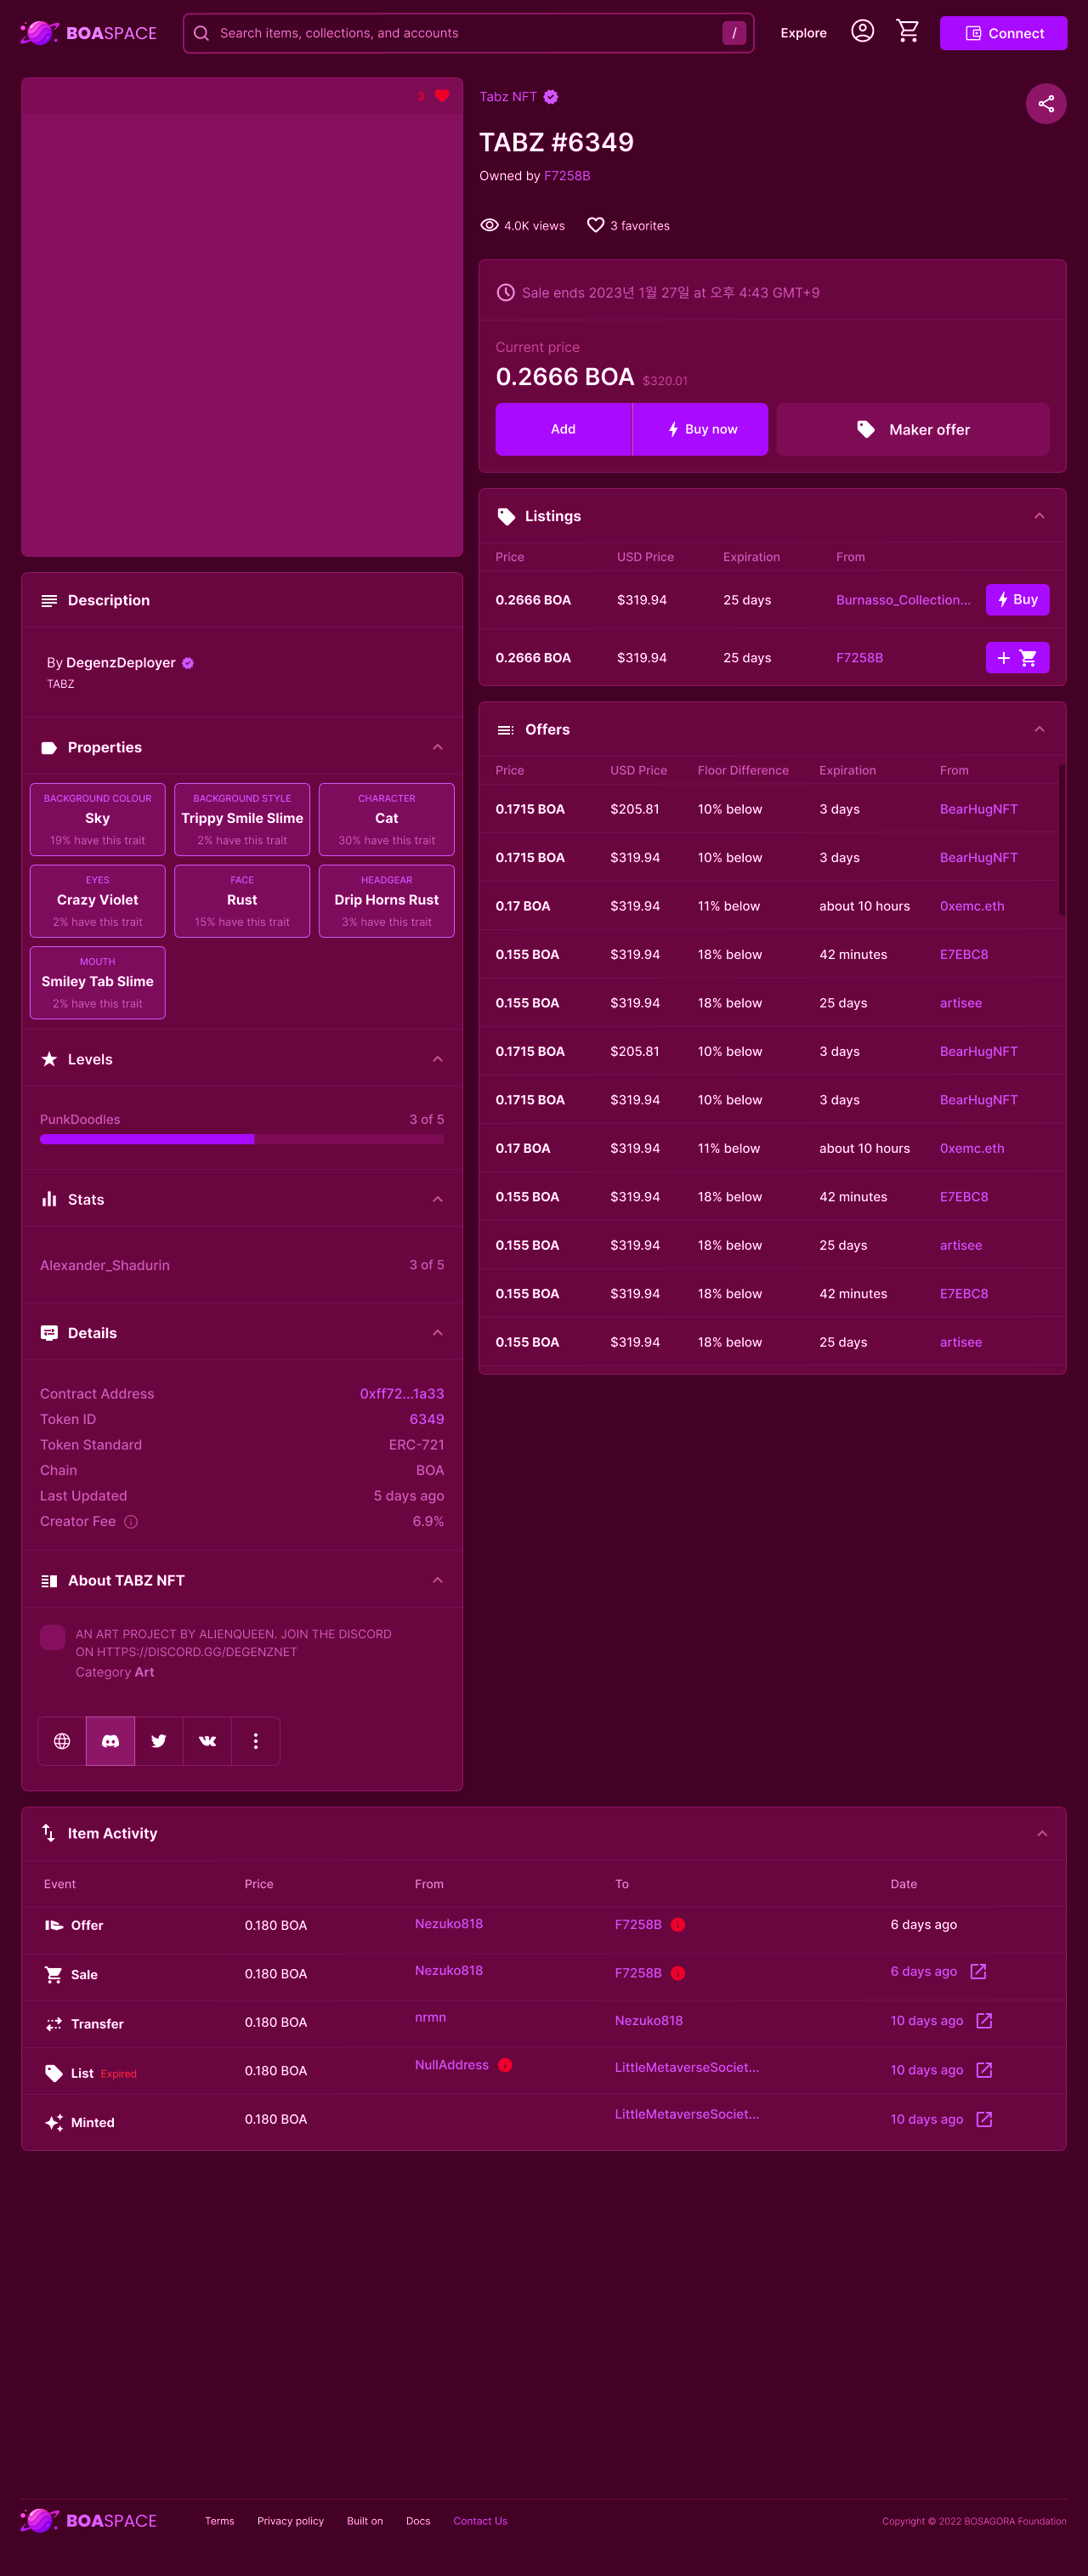 BOASPACE
Search items, collections, and accounts /
Explore
Connect
3
Tabz NFT
TABZ #6349
Owned by F7258B
4.0K views 3 favorites
Sale ends 2023년 1월 27일 at 오후 4:43 GMT+9
Current price
0.2666 BOA $320.01
Add Buy now Maker offer
Listings
Price USD Price Expiration From
0.2666 BOA $319.94 25 days Burnasso_Collection... Buy
0.2666 BOA $319.94 25 days F7258B
Description
By DegenzDeployer
TABZ
Properties
BACKGROUND COLOUR
Sky
19% have this trait
BACKGROUND STYLE
Trippy Smile Slime
2% have this trait
CHARACTER
Cat
30% have this trait
EYES
Crazy Violet
2% have this trait
FACE
Rust
15% have this trait
HEADGEAR
Drip Horns Rust
3% have this trait
MOUTH
Smiley Tab Slime
2% have this trait
Levels
PunkDoodles 3 of 5
Stats
Alexander_Shadurin 3 of 5
Details
Contract Address 0xff72...1a33
Token ID 6349
Token Standard ERC-721
Chain BOA
Last Updated 5 days ago
Creator Fee 6.9%
About TABZ NFT
AN ART PROJECT BY ALIENQUEEN. JOIN THE DISCORD
ON HTTPS://DISCORD.GG/DEGENZNET
Category Art
Offers
Price USD Price Floor Difference Expiration From
0.1715 BOA $205.81 10% below 3 days BearHugNFT
0.1715 BOA $319.94 10% below 3 days BearHugNFT
0.17 BOA $319.94 11% below about 10 hours 0xemc.eth
0.155 BOA $319.94 18% below 42 minutes E7EBC8
0.155 BOA $319.94 18% below 25 days artisee
0.1715 BOA $205.81 10% below 3 days BearHugNFT
0.1715 BOA $319.94 10% below 3 days BearHugNFT
0.17 BOA $319.94 11% below about 10 hours 0xemc.eth
0.155 BOA $319.94 18% below 42 minutes E7EBC8
0.155 BOA $319.94 18% below 25 days artisee
0.155 BOA $319.94 18% below 42 minutes E7EBC8
0.155 BOA $319.94 18% below 25 days artisee
Item Activity
Event Price From To Date
Offer 0.180 BOA Nezuko818 F7258B 6 days ago
Sale 0.180 BOA Nezuko818 F7258B 6 days ago
Transfer 0.180 BOA nrmn Nezuko818 10 days ago
List Expired 0.180 BOA NullAddress LittleMetaverseSociet... 10 days ago
Minted 0.180 BOA LittleMetaverseSociet... 10 days ago
BOASPACE
Terms Privacy policy Built on Docs Contact Us
Copyright © 2022 BOSAGORA Foundation